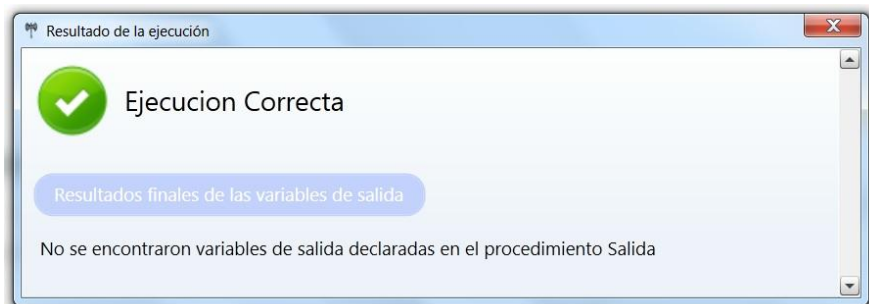 Resultado de la ejecución
Ejecucion Correcta
Resultados finales de las variables de salida
No se encontraron variables de salida declaradas en el procedimiento Salida